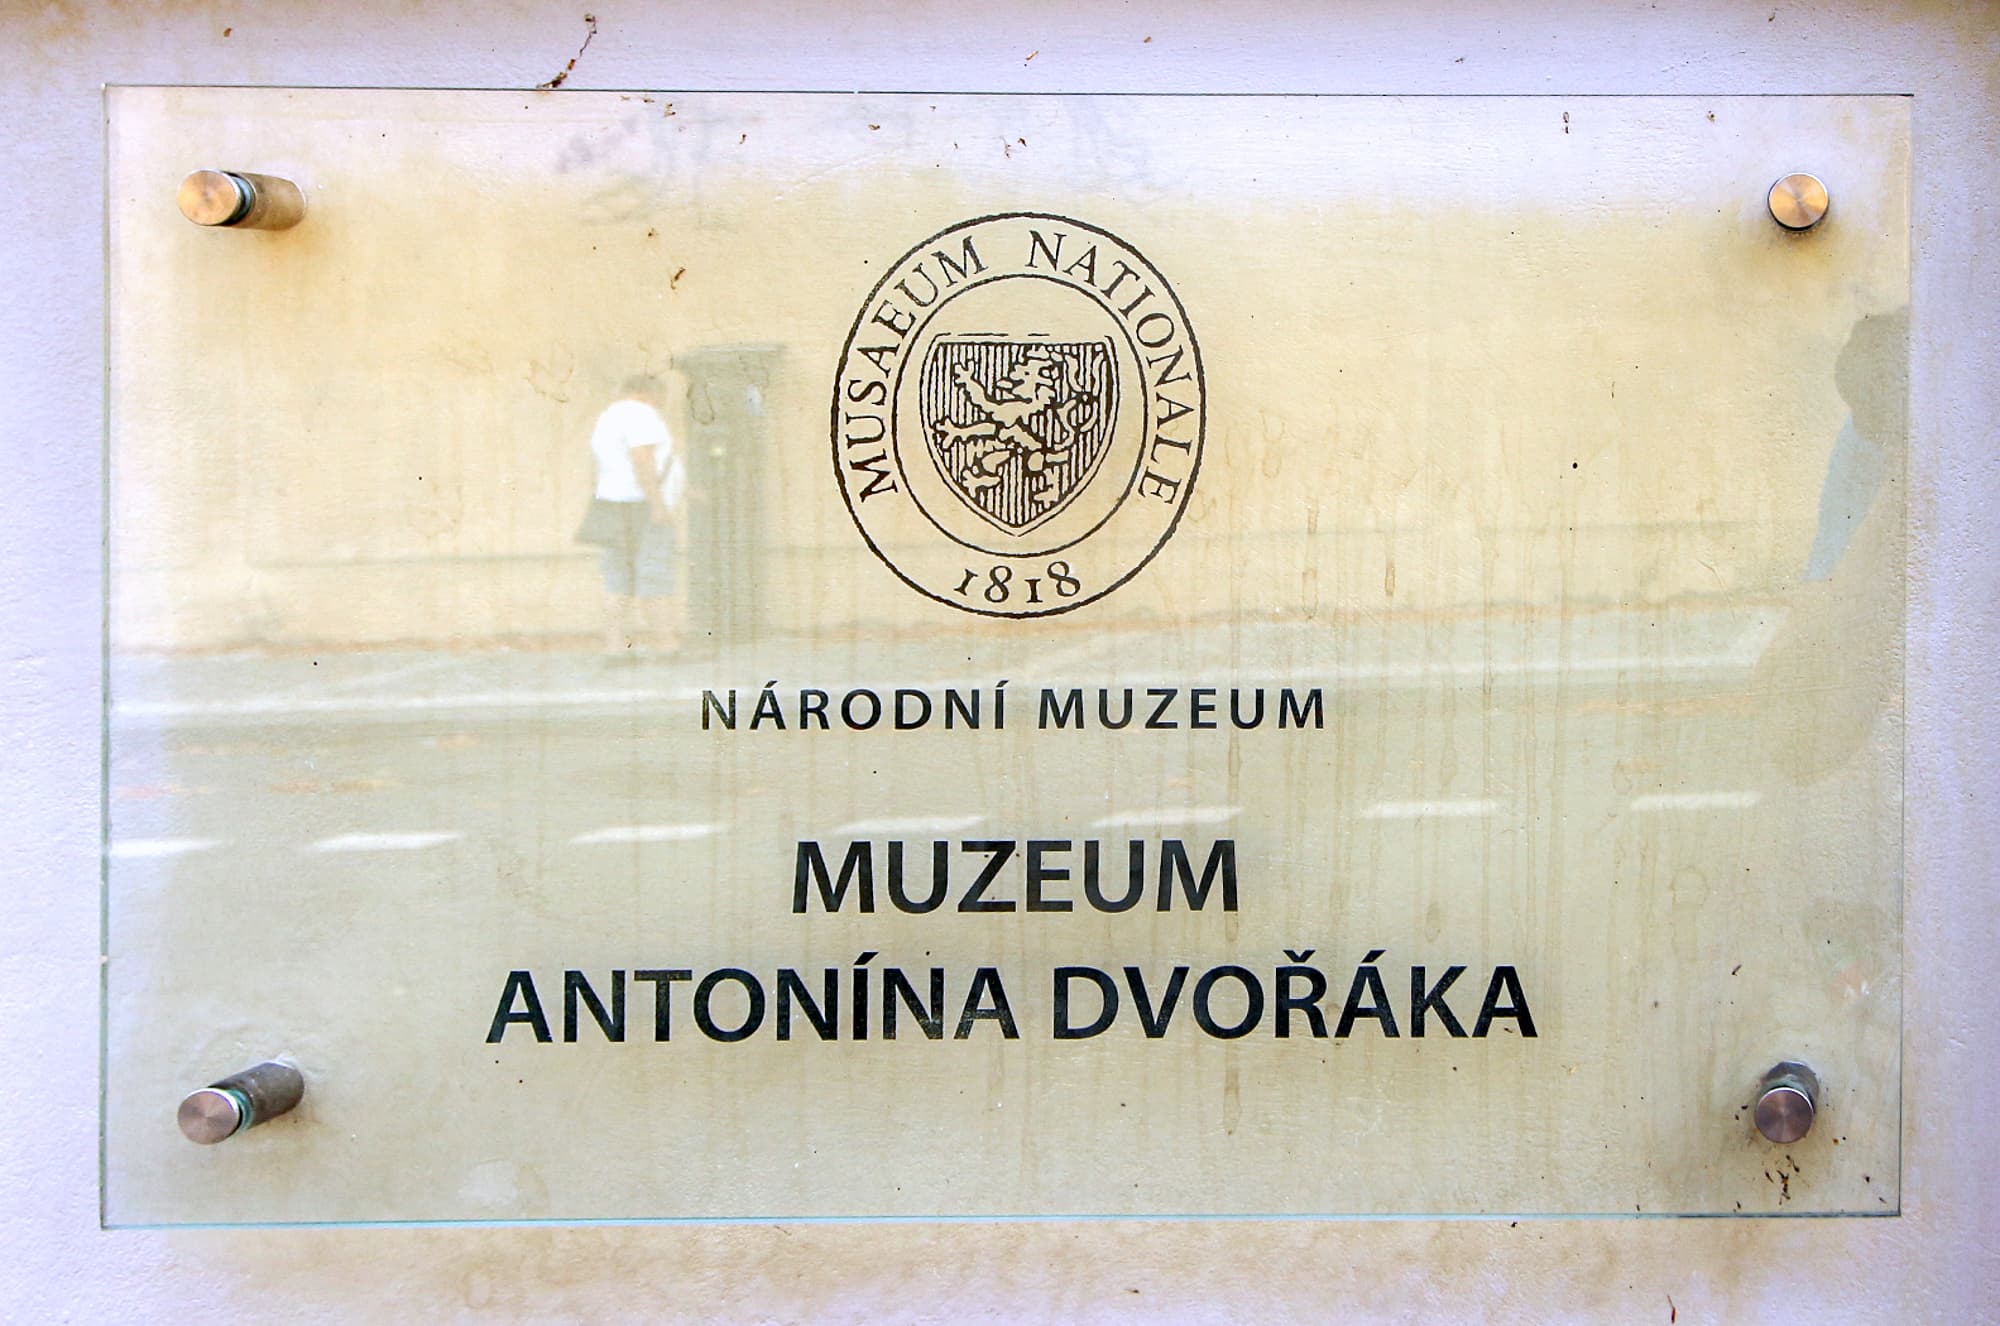 MUSAEUM NATIONALE
1818
NÁRODNÍ MUZEUM
MUZEUM
ANTONÍNA DVOŘÁKA